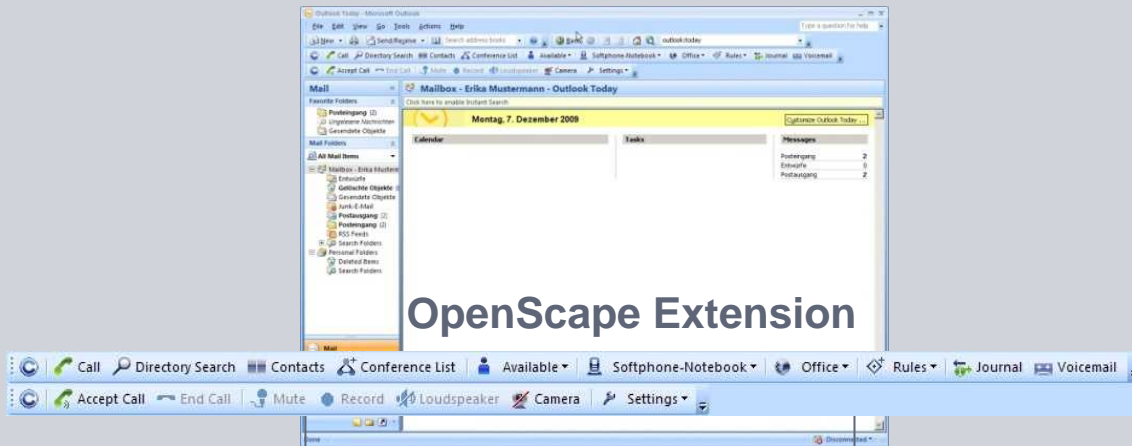 Outlook Today - Microsoft Outlook
File Edit View Go Tools Actions Help
Type a question for help
New Send/Receive Search address books Back outlook:today
Call Directory Search Contacts Conference List Available Softphone-Notebook Office Rules Journal Voicemail
Accept Call End Call Mute Record Loudspeaker Camera Settings
Mail
Mailbox - Erika Mustermann - Outlook Today
Favorite Folders
Click here to enable Instant Search
Posteingang (2)
Ungelesene Nachrichten
Gesendete Objekte
Montag, 7. Dezember 2009
Customize Outlook Today ...
Mail Folders
All Mail Items
Calendar
Tasks
Messages
Mailbox - Erika Musterm
Entwürfe
Gelöschte Objekte
Gesendete Objekte
Junk-E-Mail
Postausgang (2)
Posteingang (2)
RSS Feeds
Search Folders
Personal Folders
Deleted Items
Search Folders
Posteingang 2
Entwürfe 0
Postausgang 2
OpenScape Extension
Mail
Call Directory Search Contacts Conference List Available Softphone-Notebook Office Rules Journal Voicemail
Accept Call End Call Mute Record Loudspeaker Camera Settings
Done
Disconnected